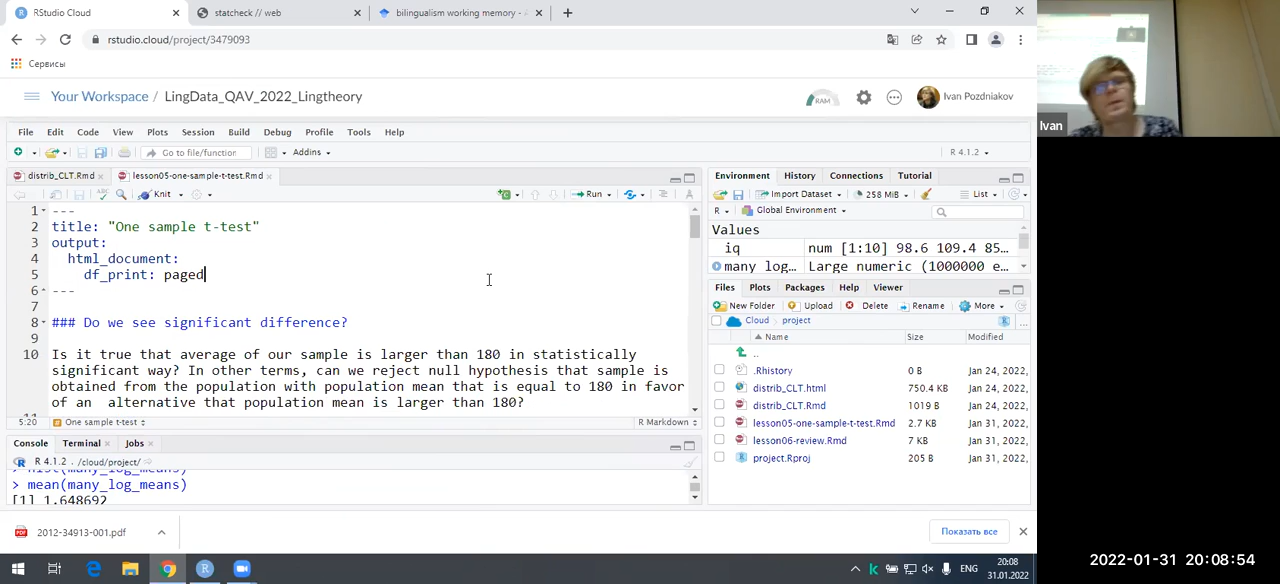 RStudio Cloud
statcheck // web
bilingualism working memory -
rstudio.cloud/project/3479093
Сервисы
Your Workspace / LingData_QAV_2022_Lingtheory
RAM
Ivan Pozdniakov
File Edit Code View Plots Session Build Debug Profile Tools Help
Go to file/function
Addins
R 4.1.2
distrib_CLT.Rmd
lesson05-one-sample-t-test.Rmd
Knit
Run
1 ---
2 title: "One sample t-test"
3 output:
4 html_document:
5 df_print: paged
6 ---
7
8 ### Do we see significant difference?
9
10 Is it true that average of our sample is larger than 180 in statistically
significant way? In other terms, can we reject null hypothesis that sample is
obtained from the population with population mean that is equal to 180 in favor
of an alternative that population mean is larger than 180?
11
5:20
One sample t-test
R Markdown
Console Terminal Jobs
R 4.1.2 . /cloud/project/
> hist(many_log_means)
> mean(many_log_means)
[1] 1.648692
Environment History Connections Tutorial
Import Dataset
258 MiB
List
R
Global Environment
Values
iq num [1:10] 98.6 109.4 85…
many_log… Large numeric (1000000 e…
Files Plots Packages Help Viewer
New Folder Upload Delete Rename More
Cloud project
...
Name Size Modified
..
.Rhistory 0 B Jan 24, 2022,
distrib_CLT.html 750.4 KB Jan 24, 2022,
distrib_CLT.Rmd 1019 B Jan 24, 2022,
lesson05-one-sample-t-test.Rmd 2.7 KB Jan 31, 2022,
lesson06-review.Rmd 7 KB Jan 31, 2022,
project.Rproj 205 B Jan 31, 2022,
2012-34913-001.pdf
Показать все
ENG
20:08
31.01.2022
Ivan
2022-01-31 20:08:54